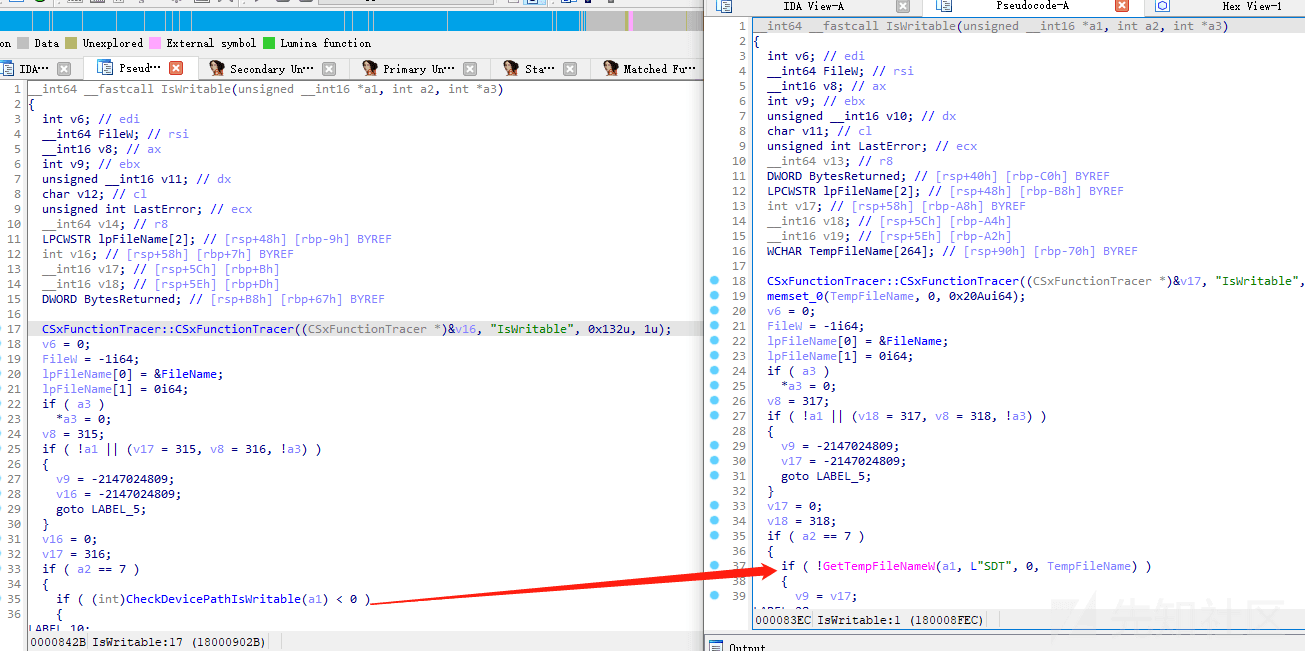 on Data Unexplored External symbol Lumina function
IDA··· Pseud··· Secondary Un··· Primary Un··· Sta··· Matched Fu···
1 __int64 __fastcall IsWritable(unsigned __int16 *a1, int a2, int *a3)
2 {
3 int v6; // edi
4 __int64 FileW; // rsi
5 __int16 v8; // ax
6 int v9; // ebx
7 unsigned __int16 v11; // dx
8 char v12; // cl
9 unsigned int LastError; // ecx
10 __int64 v14; // r8
11 LPCWSTR lpFileName[2]; // [rsp+48h] [rbp-9h] BYREF
12 int v16; // [rsp+58h] [rbp+7h] BYREF
13 __int16 v17; // [rsp+5Ch] [rbp+Bh]
14 __int16 v18; // [rsp+5Eh] [rbp+Dh]
15 DWORD BytesReturned; // [rsp+B8h] [rbp+67h] BYREF
16
17 CSxFunctionTracer::CSxFunctionTracer((CSxFunctionTracer *)&v16, "IsWritable", 0x132u, 1u);
18 v6 = 0;
19 FileW = -1i64;
20 lpFileName[0] = &FileName;
21 lpFileName[1] = 0i64;
22 if ( a3 )
23 *a3 = 0;
24 v8 = 315;
25 if ( !a1 || (v17 = 315, v8 = 316, !a3) )
26 {
27 v9 = -2147024809;
28 v16 = -2147024809;
29 goto LABEL_5;
30 }
31 v16 = 0;
32 v17 = 316;
33 if ( a2 == 7 )
34 {
35 if ( (int)CheckDevicePathIsWritable(a1) < 0 )
36 {
LABEL_10:
0000842B IsWritable:17 (18000902B)
IDA View-A Pseudocode-A Hex View-1
1 __int64 __fastcall IsWritable(unsigned __int16 *a1, int a2, int *a3)
2 {
3 int v6; // edi
4 __int64 FileW; // rsi
5 __int16 v8; // ax
6 int v9; // ebx
7 unsigned __int16 v10; // dx
8 char v11; // cl
9 unsigned int LastError; // ecx
10 __int64 v13; // r8
11 DWORD BytesReturned; // [rsp+40h] [rbp-C0h] BYREF
12 LPCWSTR lpFileName[2]; // [rsp+48h] [rbp-B8h] BYREF
13 int v17; // [rsp+58h] [rbp-A8h] BYREF
14 __int16 v18; // [rsp+5Ch] [rbp-A4h]
15 __int16 v19; // [rsp+5Eh] [rbp-A2h]
16 WCHAR TempFileName[264]; // [rsp+90h] [rbp-70h] BYREF
17
18 CSxFunctionTracer::CSxFunctionTracer((CSxFunctionTracer *)&v17, "IsWritable",
19 memset_0(TempFileName, 0, 0x20Aui64);
20 v6 = 0;
21 FileW = -1i64;
22 lpFileName[0] = &FileName;
23 lpFileName[1] = 0i64;
24 if ( a3 )
25 *a3 = 0;
26 v8 = 317;
27 if ( !a1 || (v18 = 317, v8 = 318, !a3) )
28 {
29 v9 = -2147024809;
30 v17 = -2147024809;
31 goto LABEL_5;
32 }
33 v17 = 0;
34 v18 = 318;
35 if ( a2 == 7 )
36 {
37 if ( !GetTempFileNameW(a1, L"SDT", 0, TempFileName) )
38 {
39 v9 = v17;
000083EC IsWritable:1 (180008FEC)
Output
先知社区